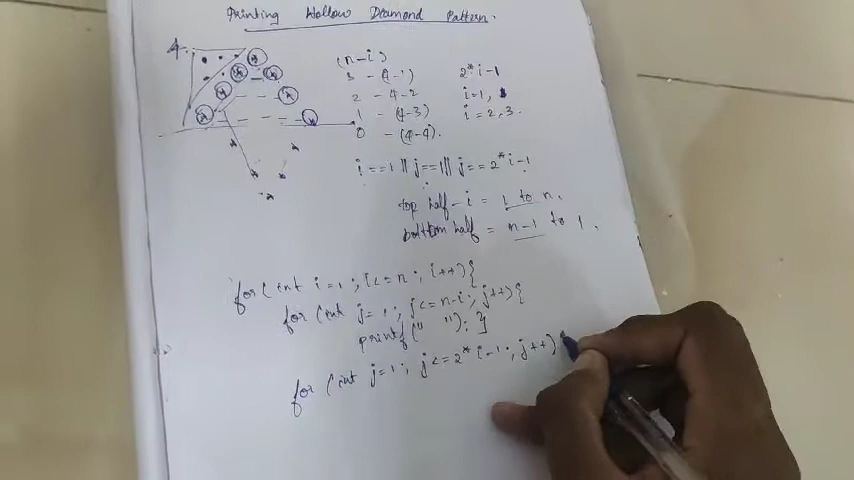 Printing Hollow Diamond Pattern.
4
(n-i)
3 - (4-1) 2*i-1
2 - 4-2 i=1,
1 - (4-3) i=2,3.
0 - (4-4).
i==1 || j==1 || j==2*i-1
top half - i = 1 to n.
bottom half = n-1 to 1.
for(int i=1; i<=n; i++){
for(int j=1; j<=n-i; j++){
printf(" "); }
for(int j=1; j<=2*i-1; j++)